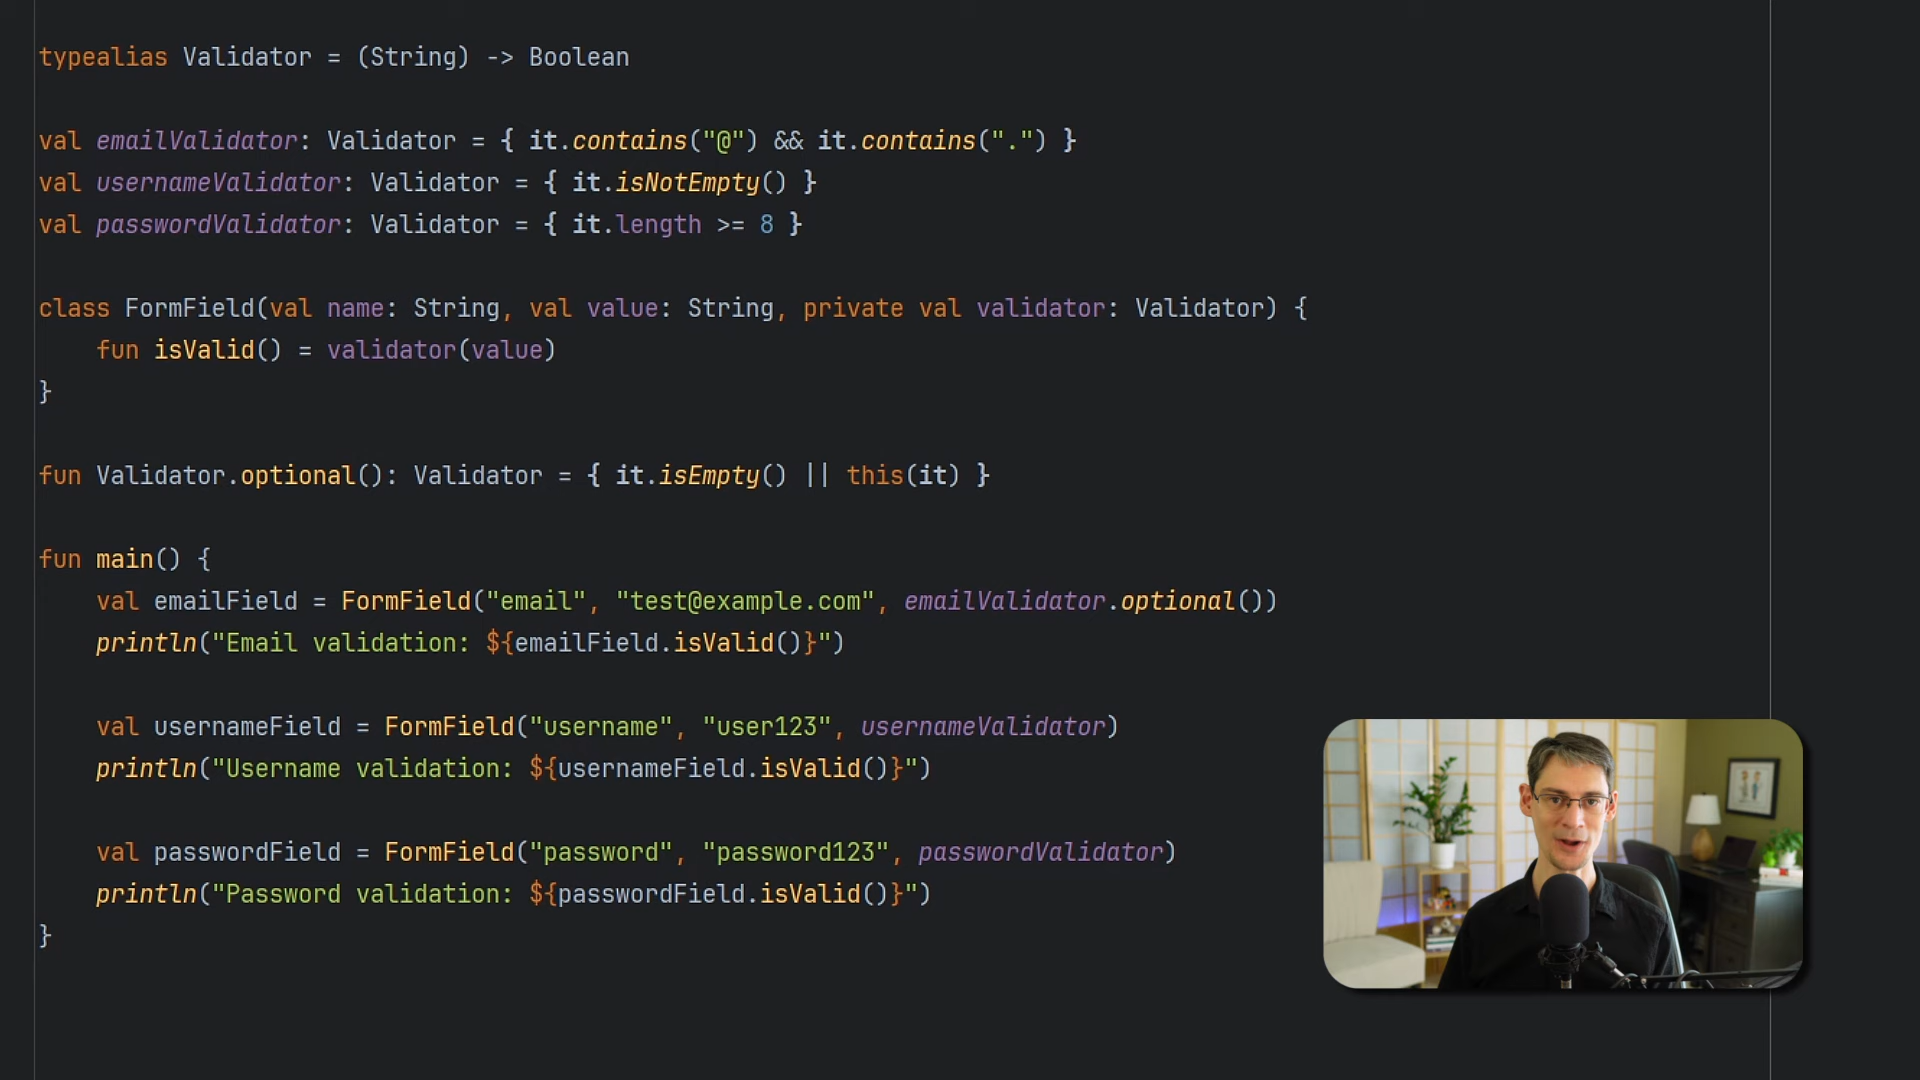 typealias Validator = (String) -> Boolean
val emailValidator: Validator = { it.contains("@") && it.contains(".") }
val usernameValidator: Validator = { it.isNotEmpty() }
val passwordValidator: Validator = { it.length >= 8 }
class FormField(val name: String, val value: String, private val validator: Validator) {
    fun isValid() = validator(value)
}
fun Validator.optional(): Validator = { it.isEmpty() || this(it) }
fun main() {
    val emailField = FormField("email", "test@example.com", emailValidator.optional())
    println("Email validation: ${emailField.isValid()}")
    val usernameField = FormField("username", "user123", usernameValidator)
    println("Username validation: ${usernameField.isValid()}")
    val passwordField = FormField("password", "password123", passwordValidator)
    println("Password validation: ${passwordField.isValid()}")
}